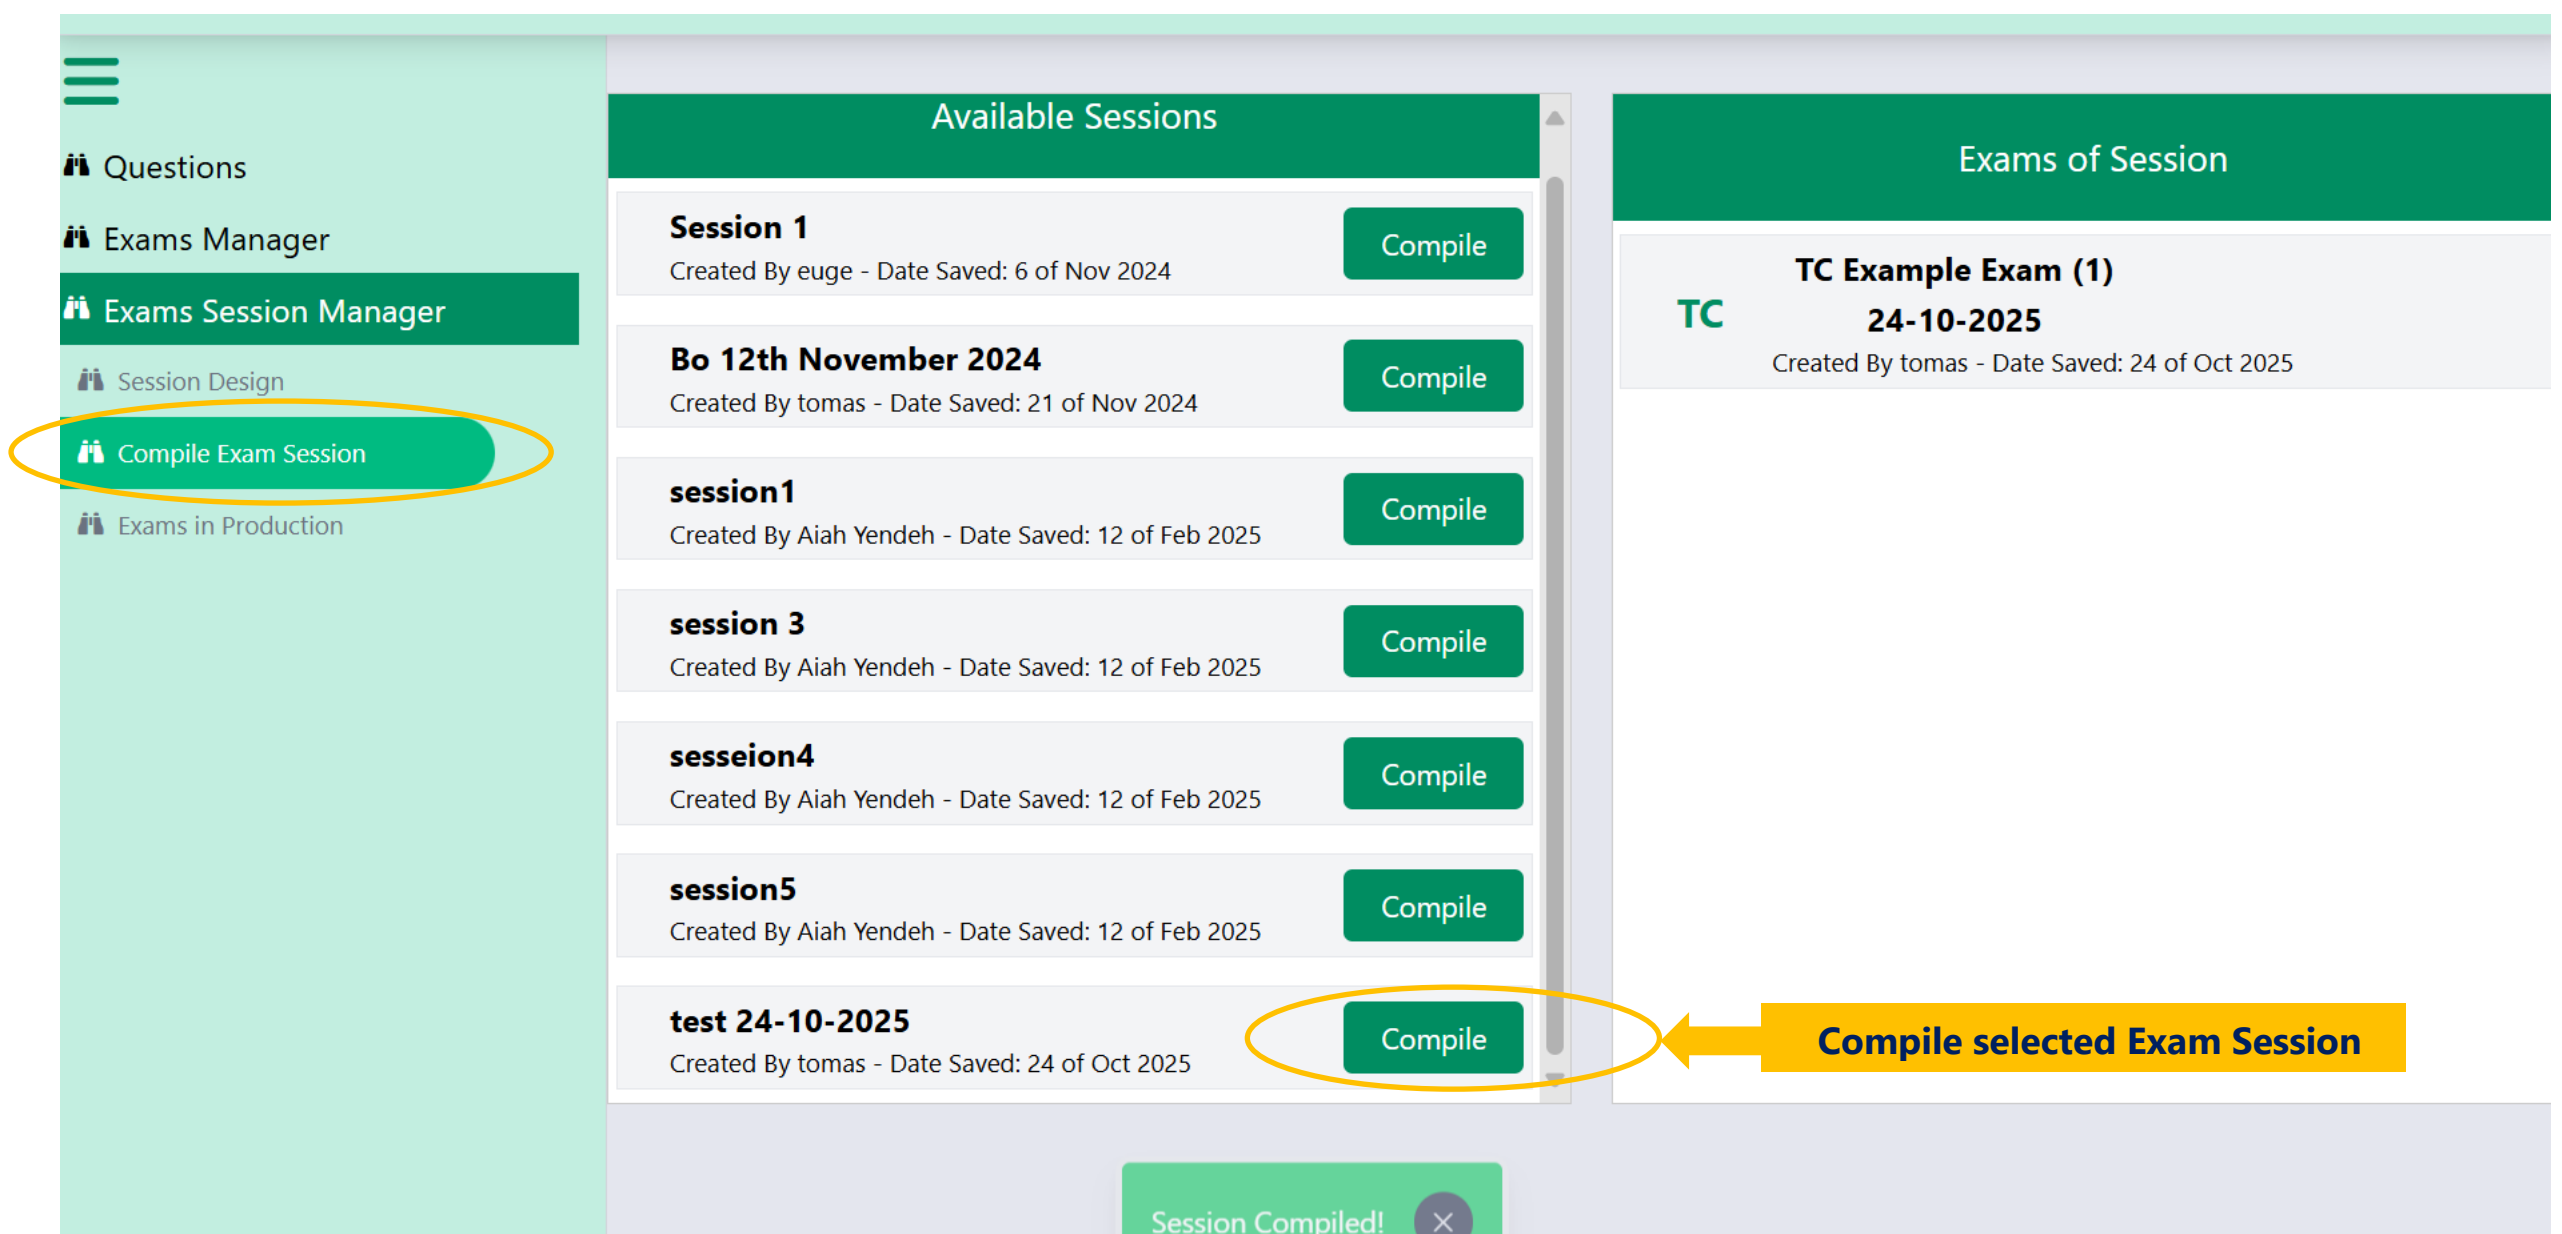 Questions
Exams Manager
Exams Session Manager
Session Design
Compile Exam Session
Exams in Production
Available Sessions
Session 1
Created By euge - Date Saved: 6 of Nov 2024
Compile
Bo 12th November 2024
Created By tomas - Date Saved: 21 of Nov 2024
Compile
session1
Created By Aiah Yendeh - Date Saved: 12 of Feb 2025
Compile
session 3
Created By Aiah Yendeh - Date Saved: 12 of Feb 2025
Compile
sesseion4
Created By Aiah Yendeh - Date Saved: 12 of Feb 2025
Compile
session5
Created By Aiah Yendeh - Date Saved: 12 of Feb 2025
Compile
test 24-10-2025
Created By tomas - Date Saved: 24 of Oct 2025
Compile
Exams of Session
TC
TC Example Exam (1)
24-10-2025
Created By tomas - Date Saved: 24 of Oct 2025
Compile selected Exam Session
Session Compiled!